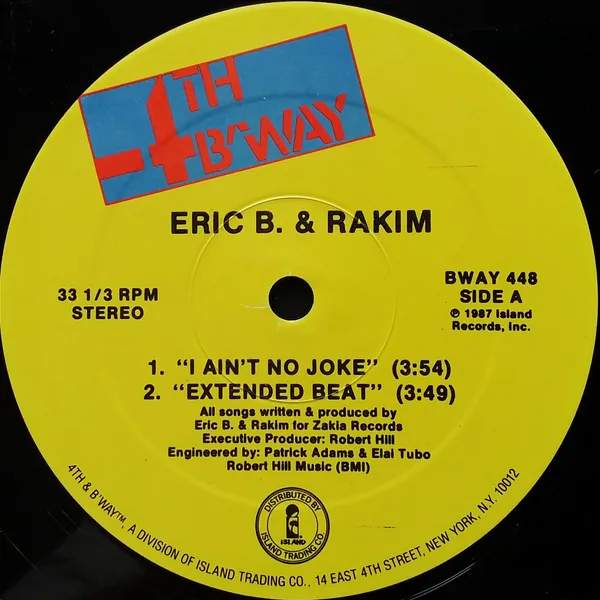 4TH
B'WAY
ERIC B. & RAKIM
33 1/3 RPM
STEREO
BWAY 448
SIDE A
℗ 1987 Island
Records, Inc.
1. "I AIN'T NO JOKE" (3:54)
2. "EXTENDED BEAT" (3:49)
All songs written & produced by
Eric B. & Rakim for Zakia Records
Executive Producer: Robert Hill
Engineered by: Patrick Adams & Elai Tubo
Robert Hill Music (BMI)
DISTRIBUTED BY
ISLAND
ISLAND TRADING CO.
4TH & B'WAY™, A DIVISION OF ISLAND TRADING CO., 14 EAST 4TH STREET, NEW YORK, N.Y. 10012